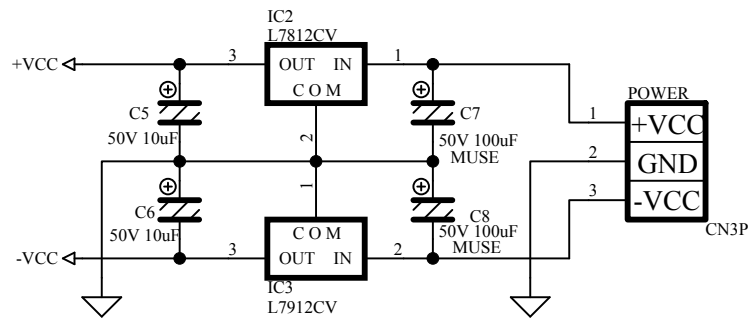 IC2
L7812CV
+VCC
3
OUT IN
1
C O M
C5
50V 10uF
2
C7
50V 100uF
MUSE
POWER
1
+VCC
2
GND
3
-VCC
CN3P
1
C6
50V 10uF
C8
50V 100uF
MUSE
C O M
-VCC
3
OUT IN
2
IC3
L7912CV